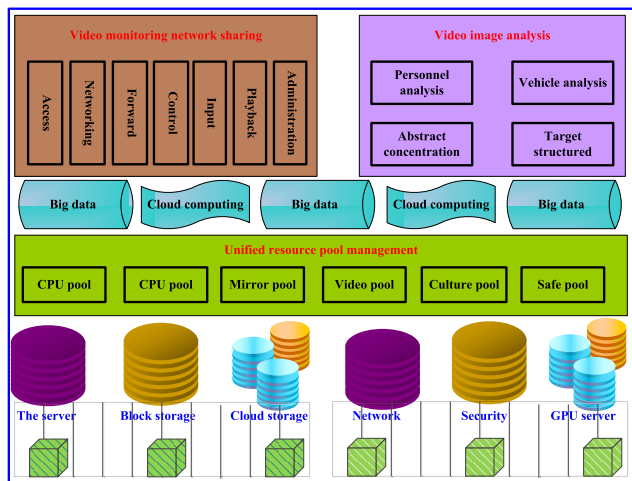 Video monitoring network sharing
Access
Networking
Forward
Control
Input
Playback
Administration
Video image analysis
Personnel
analysis
Vehicle analysis
Abstract
concentration
Target
structured
Big data
Cloud computing
Big data
Cloud computing
Big data
Unified resource pool management
CPU pool
CPU pool
Mirror pool
Video pool
Culture pool
Safe pool
The server
Block storage
Cloud storage
Network
Security
GPU server